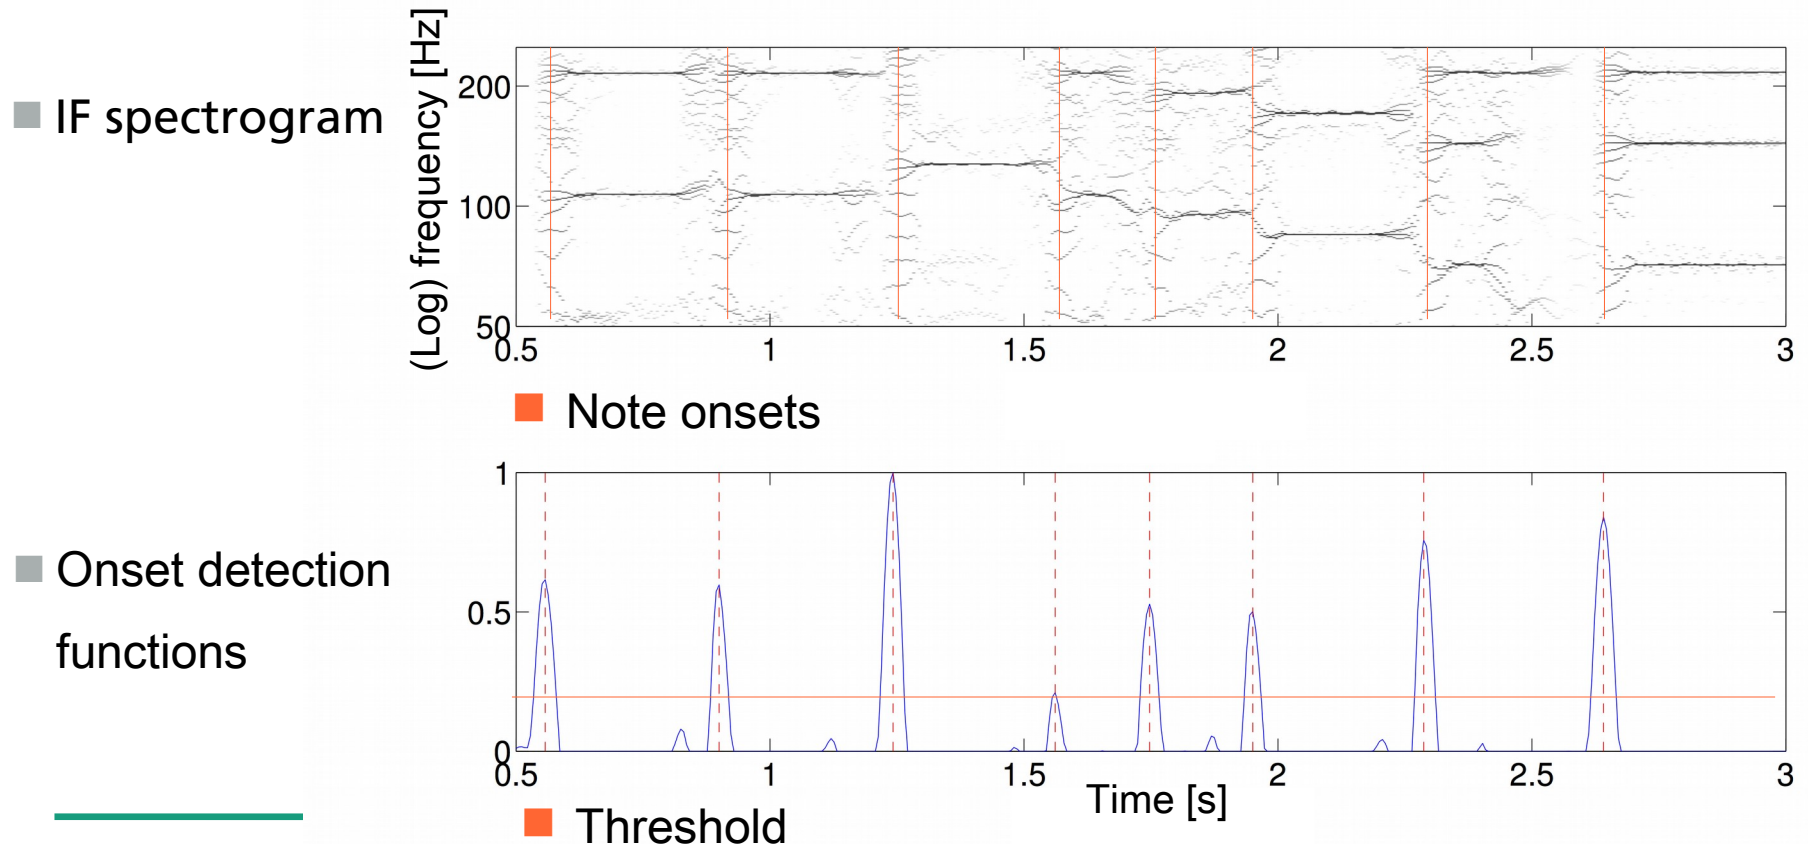 IF spectrogram
(Log) frequency [Hz]
200
100
50
0.5 1 1.5 2 2.5 3
Note onsets
Onset detection
functions
1
0.5
0
0.5 1 1.5 2 2.5 3
Time [s]
Threshold